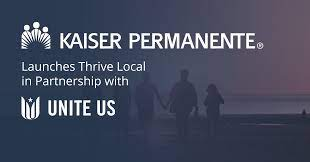 KAISER PERMANENTE®
Launches Thrive Local
in Partnership with
UNITE US